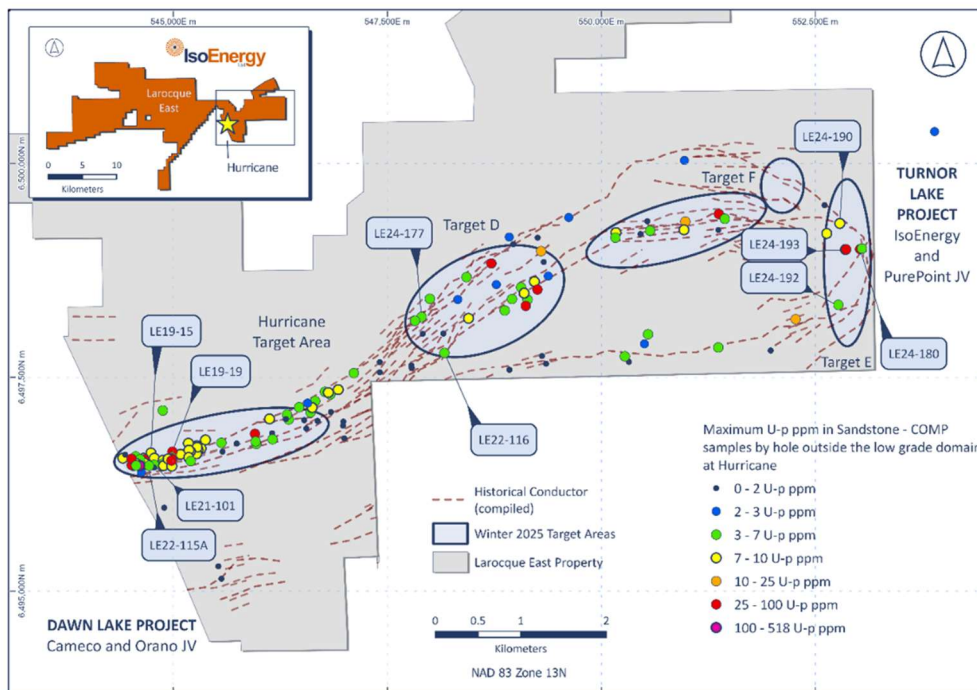 545,000E m
547,500E m
550,000E m
552,500E m
IsoEnergy
Larocque
East
Hurricane
0 5 10
Kilometers
6,500,000N m
6,497,500N m
6,495,000N m
LE24-190
Target F
TURNOR
LAKE
PROJECT
IsoEnergy
and
PurePoint JV
LE24-177
Target D
LE24-193
LE24-192
LE19-15
Hurricane
Target Area
LE19-19
Target E
LE24-180
LE22-116
LE21-101
LE22-115A
Maximum U-p ppm in Sandstone - COMP
samples by hole outside the low grade domain
at Hurricane
0 - 2 U-p ppm
2 - 3 U-p ppm
3 - 7 U-p ppm
7 - 10 U-p ppm
10 - 25 U-p ppm
25 - 100 U-p ppm
100 - 518 U-p ppm
Historical Conductor
(compiled)
Winter 2025 Target Areas
Larocque East Property
DAWN LAKE PROJECT
Cameco and Orano JV
0 0.5 1 2
Kilometers
NAD 83 Zone 13N